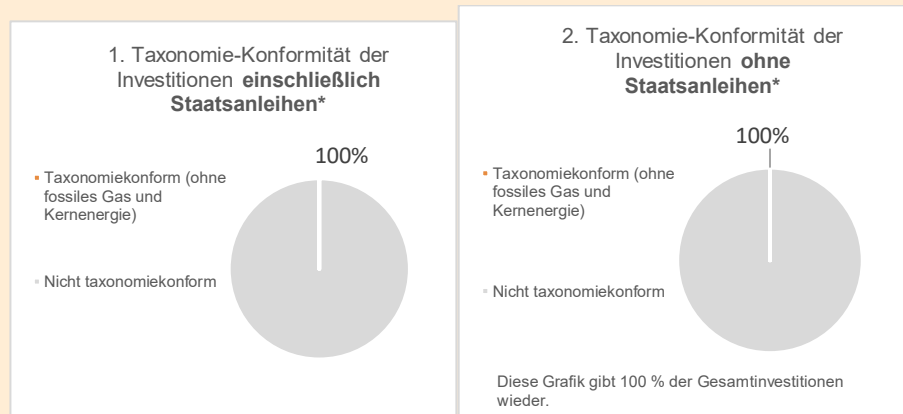 1. Taxonomie-Konformität der
Investitionen einschließlich
Staatsanleihen*
100%
Taxonomiekonform (ohne
fossiles Gas und
Kernenergie)
Nicht taxonomiekonform
2. Taxonomie-Konformität der
Investitionen ohne
Staatsanleihen*
100%
Taxonomiekonform (ohne
fossiles Gas und
Kernenergie)
Nicht taxonomiekonform
Diese Grafik gibt 100 % der Gesamtinvestitionen
wieder.